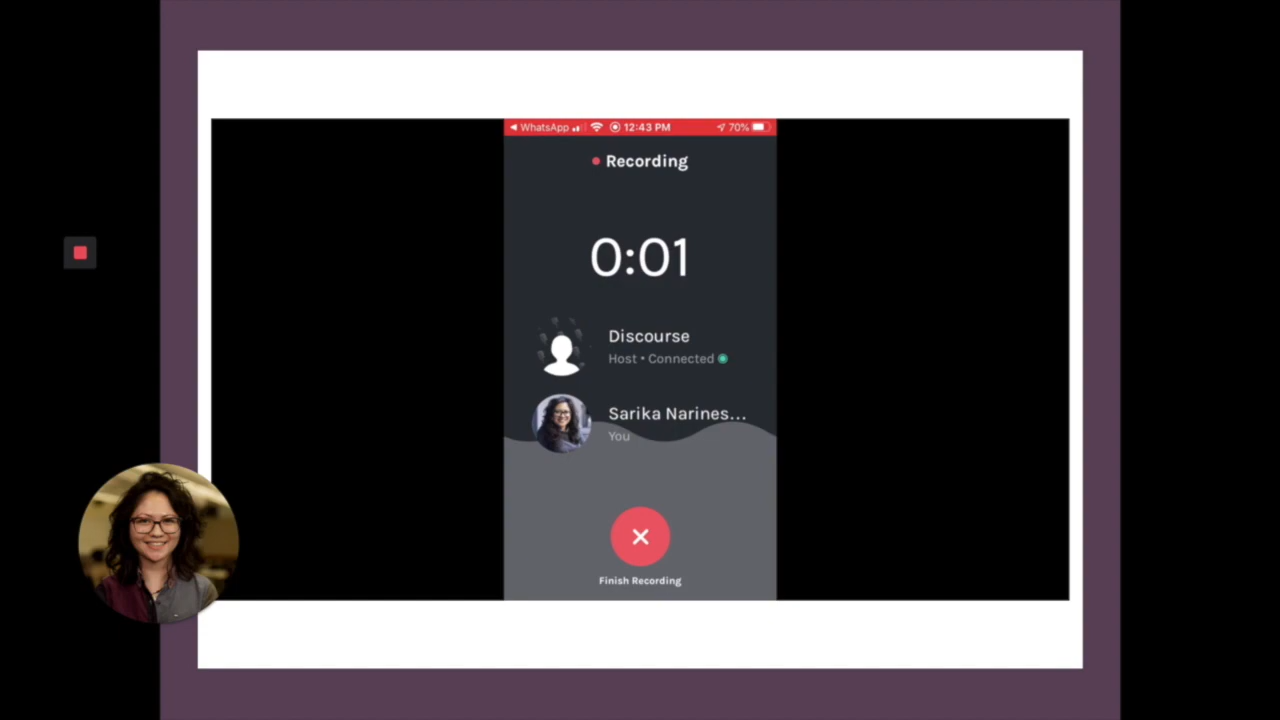 WhatsApp 12:43 PM 70%
Recording
0:01
Discourse
Host • Connected
Sarika Narines...
You
Finish Recording